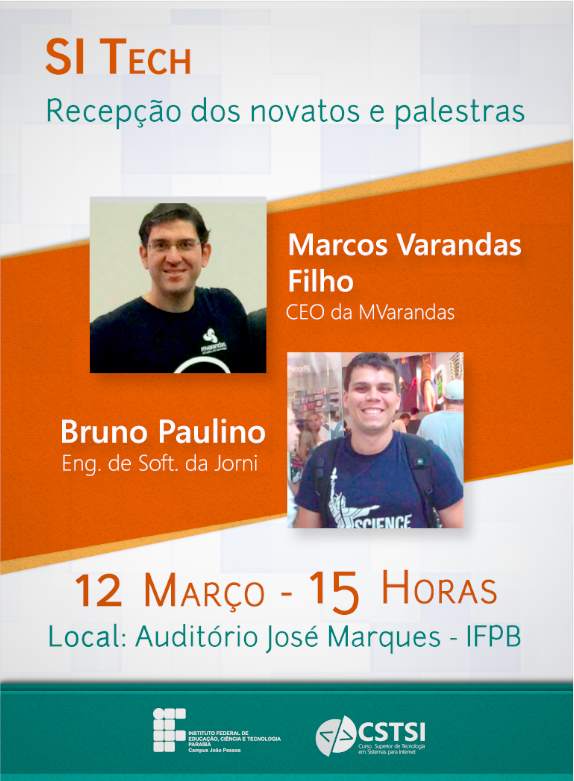 SI TECH
Recepção dos novatos e palestras
Marcos Varandas
Filho
CEO da MVarandas
mvarandas
Bruno Paulino
Eng. de Soft. da Jorni
SCIENCE
12 MARÇO - 15 HORAS
Local: Auditório José Marques - IFPB
INSTITUTO FEDERAL DE
EDUCAÇÃO, CIÊNCIA E TECNOLOGIA
PARAÍBA
Campus João Pessoa
</> CSTSI
Curso Superior de Tecnologia
em Sistemas para Internet